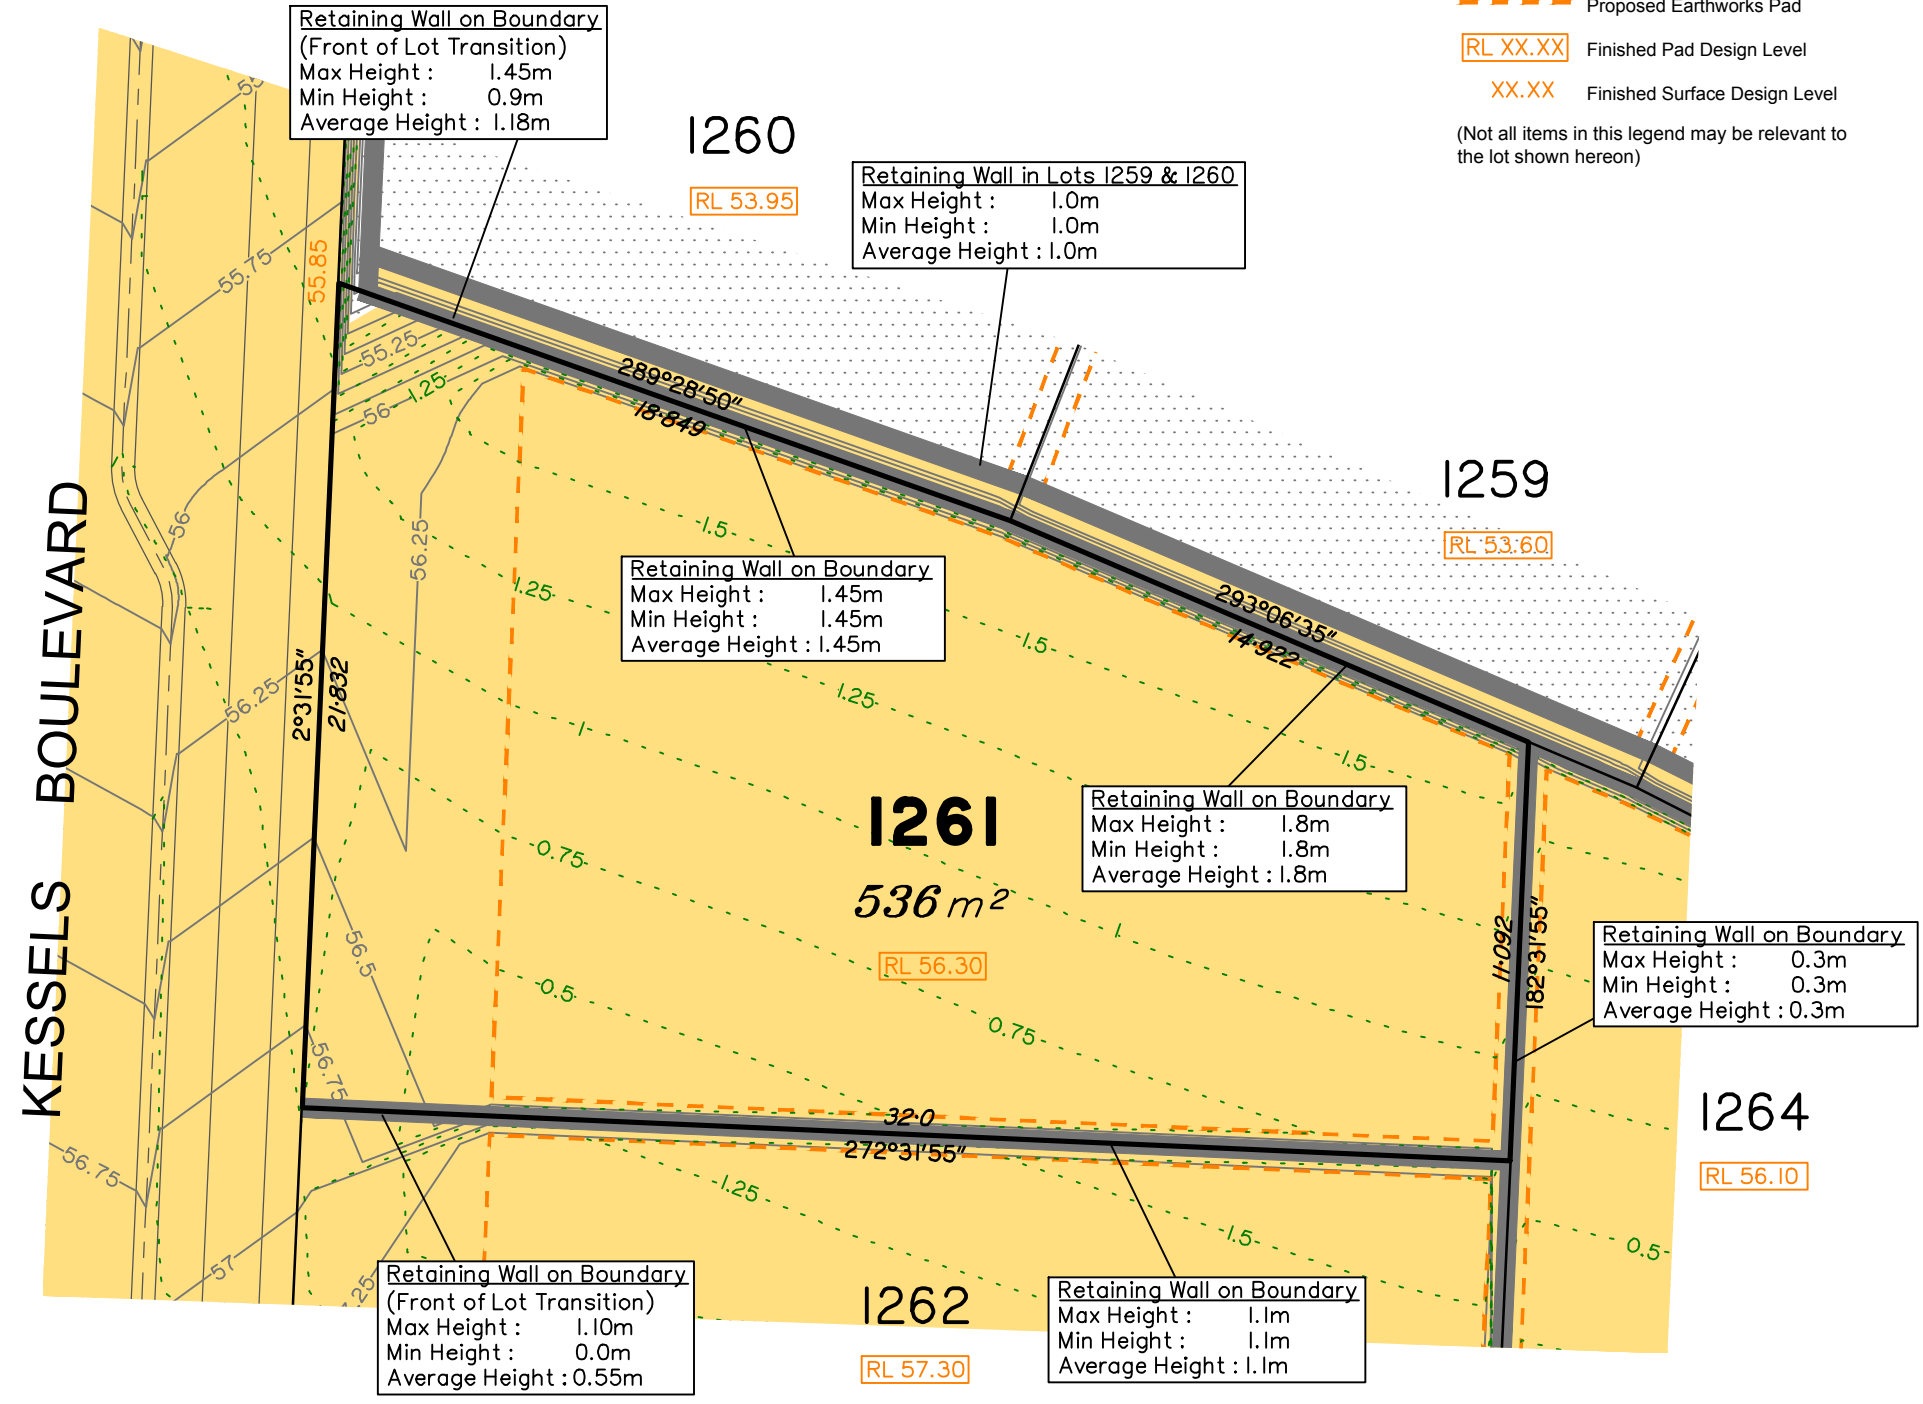 Proposed Earthworks Pad
RL XX.XX Finished Pad Design Level
XX.XX Finished Surface Design Level
(Not all items in this legend may be relevant to
the lot shown hereon)
Retaining Wall on Boundary
(Front of Lot Transition)
Max Height : 1.45m
Min Height : 0.9m
Average Height : 1.18m
1260
RL 53.95
Retaining Wall in Lots 1259 & 1260
Max Height : 1.0m
Min Height : 1.0m
Average Height : 1.0m
55
55.75
55.85
55.25
56
1.25
289°28'50"
18.849
1259
RL 53.60
56
56.25
1.5
1.25
Retaining Wall on Boundary
Max Height : 1.45m
Min Height : 1.45m
Average Height : 1.45m
293°06'35"
14.922
1.5
1.25
1
1.5
KESSELS BOULEVARD
2°31'55"
21.832
56.25
0.75
1261
536 m²
RL 56.30
Retaining Wall on Boundary
Max Height : 1.8m
Min Height : 1.8m
Average Height : 1.8m
1
11.092
182°31'55"
Retaining Wall on Boundary
Max Height : 0.3m
Min Height : 0.3m
Average Height : 0.3m
56.5
0.5
0.75
56.75
32.0
272°31'55"
1264
RL 56.10
56.75
1.25
1.5
0.5
57
.25
Retaining Wall on Boundary
(Front of Lot Transition)
Max Height : 1.10m
Min Height : 0.0m
Average Height : 0.55m
1262
RL 57.30
Retaining Wall on Boundary
Max Height : 1.1m
Min Height : 1.1m
Average Height : 1.1m